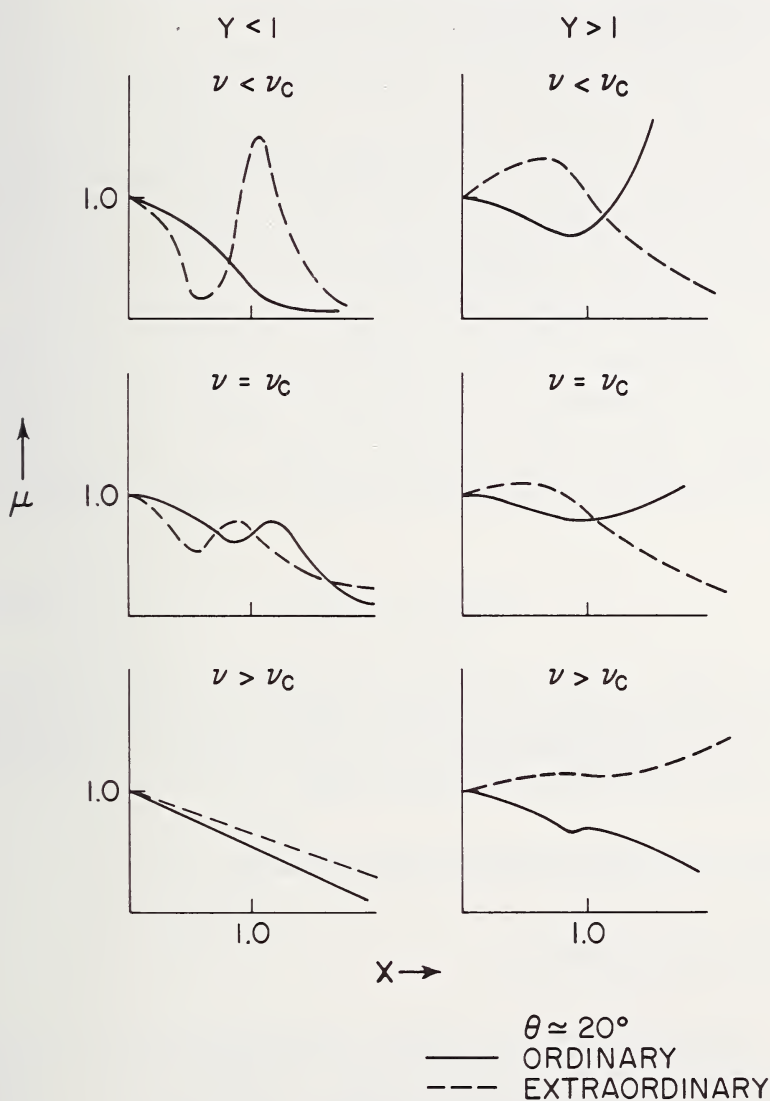 Y < 1
Y > 1
ν < νC
ν < νC
1.0
ν = νC
ν = νC
μ
1.0
ν > νC
ν > νC
1.0
1.0
1.0
X
θ ≃ 20°
ORDINARY
EXTRAORDINARY